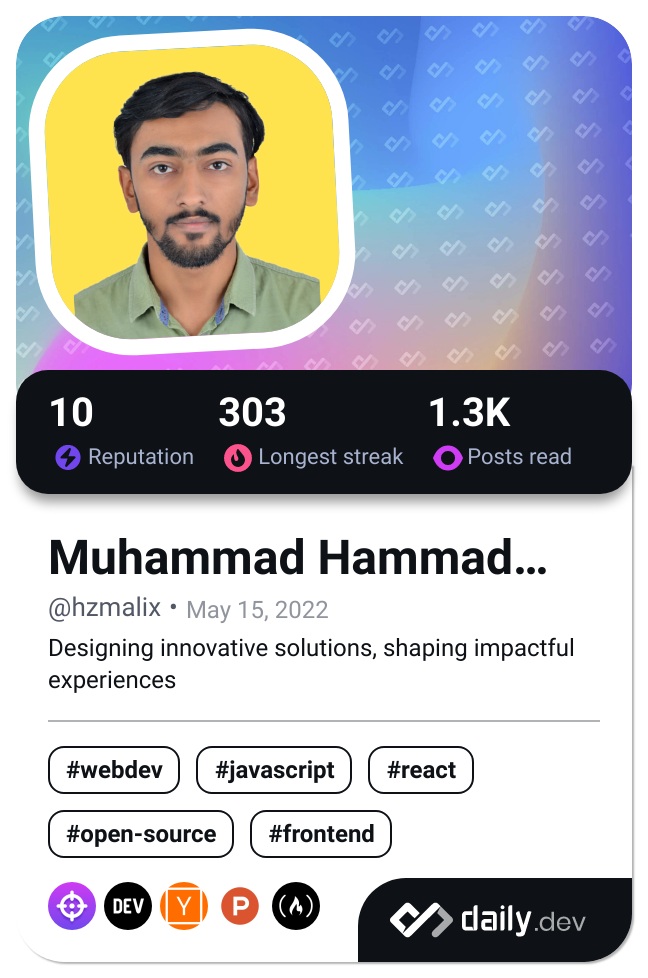 10 303 1.3K
Reputation Longest streak Posts read
Muhammad Hammad…
@hzmalix • May 15, 2022
Designing innovative solutions, shaping impactful
experiences
#webdev #javascript #react
#open-source #frontend
DEV Y P
daily.dev